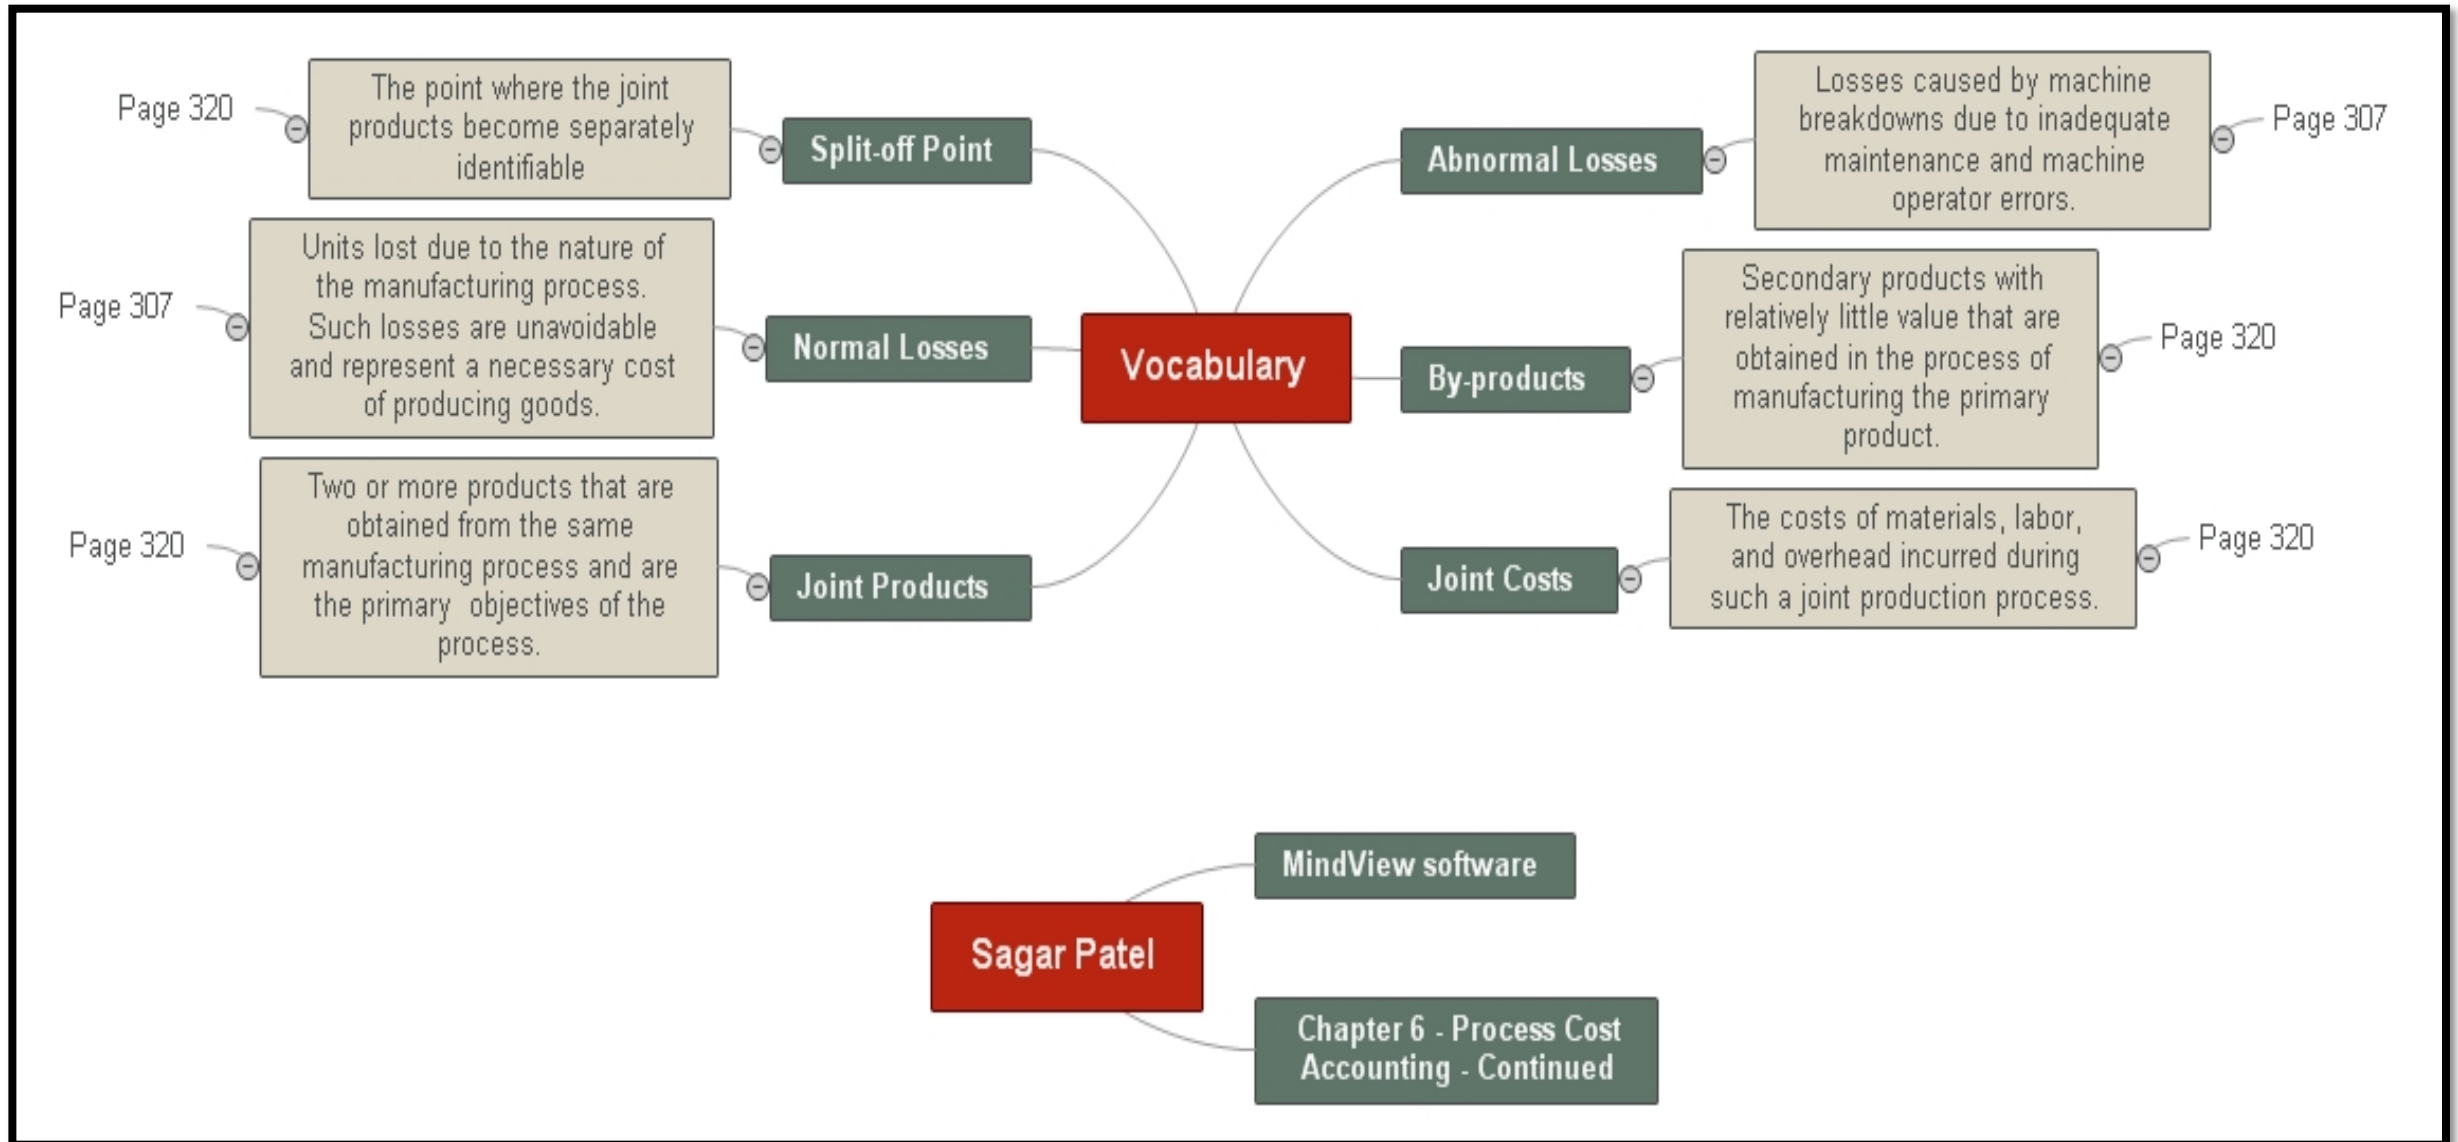 Page 320
The point where the joint
products become separately
identifiable
Split-off Point
Page 307
Units lost due to the nature of
the manufacturing process.
Such losses are unavoidable
and represent a necessary cost
of producing goods.
Normal Losses
Page 320
Two or more products that are
obtained from the same
manufacturing process and are
the primary  objectives of the
process.
Joint Products
Vocabulary
Abnormal Losses
Losses caused by machine
breakdowns due to inadequate
maintenance and machine
operator errors.
Page 307
By-products
Secondary products with
relatively little value that are
obtained in the process of
manufacturing the primary
product.
Page 320
Joint Costs
The costs of materials, labor,
and overhead incurred during
such a joint production process.
Page 320
Sagar Patel
MindView software
Chapter 6 - Process Cost
Accounting - Continued